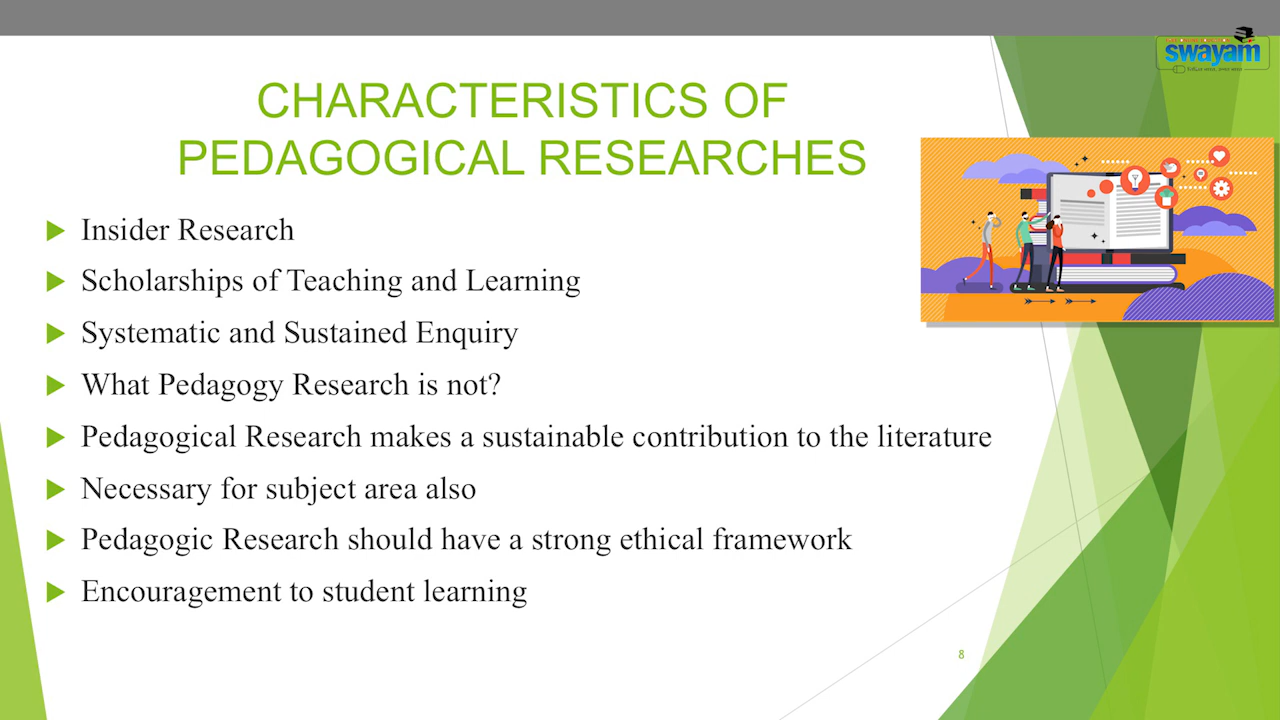 swayam
CHARACTERISTICS OF
PEDAGOGICAL RESEARCHES
Insider Research
Scholarships of Teaching and Learning
Systematic and Sustained Enquiry
What Pedagogy Research is not?
Pedagogical Research makes a sustainable contribution to the literature
Necessary for subject area also
Pedagogic Research should have a strong ethical framework
Encouragement to student learning
8